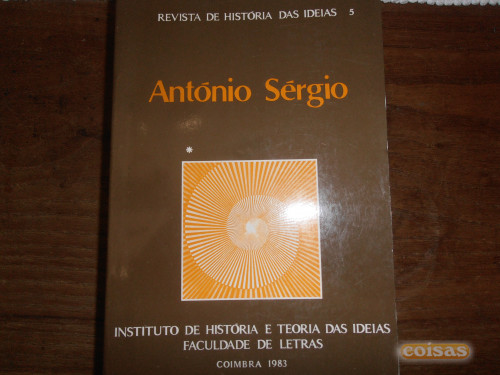 REVISTA DE HISTÓRIA DAS IDEIAS 5
António Sérgio
*
INSTITUTO DE HISTÓRIA E TEORIA DAS IDEIAS
FACULDADE DE LETRAS
COIMBRA 1983
coisas